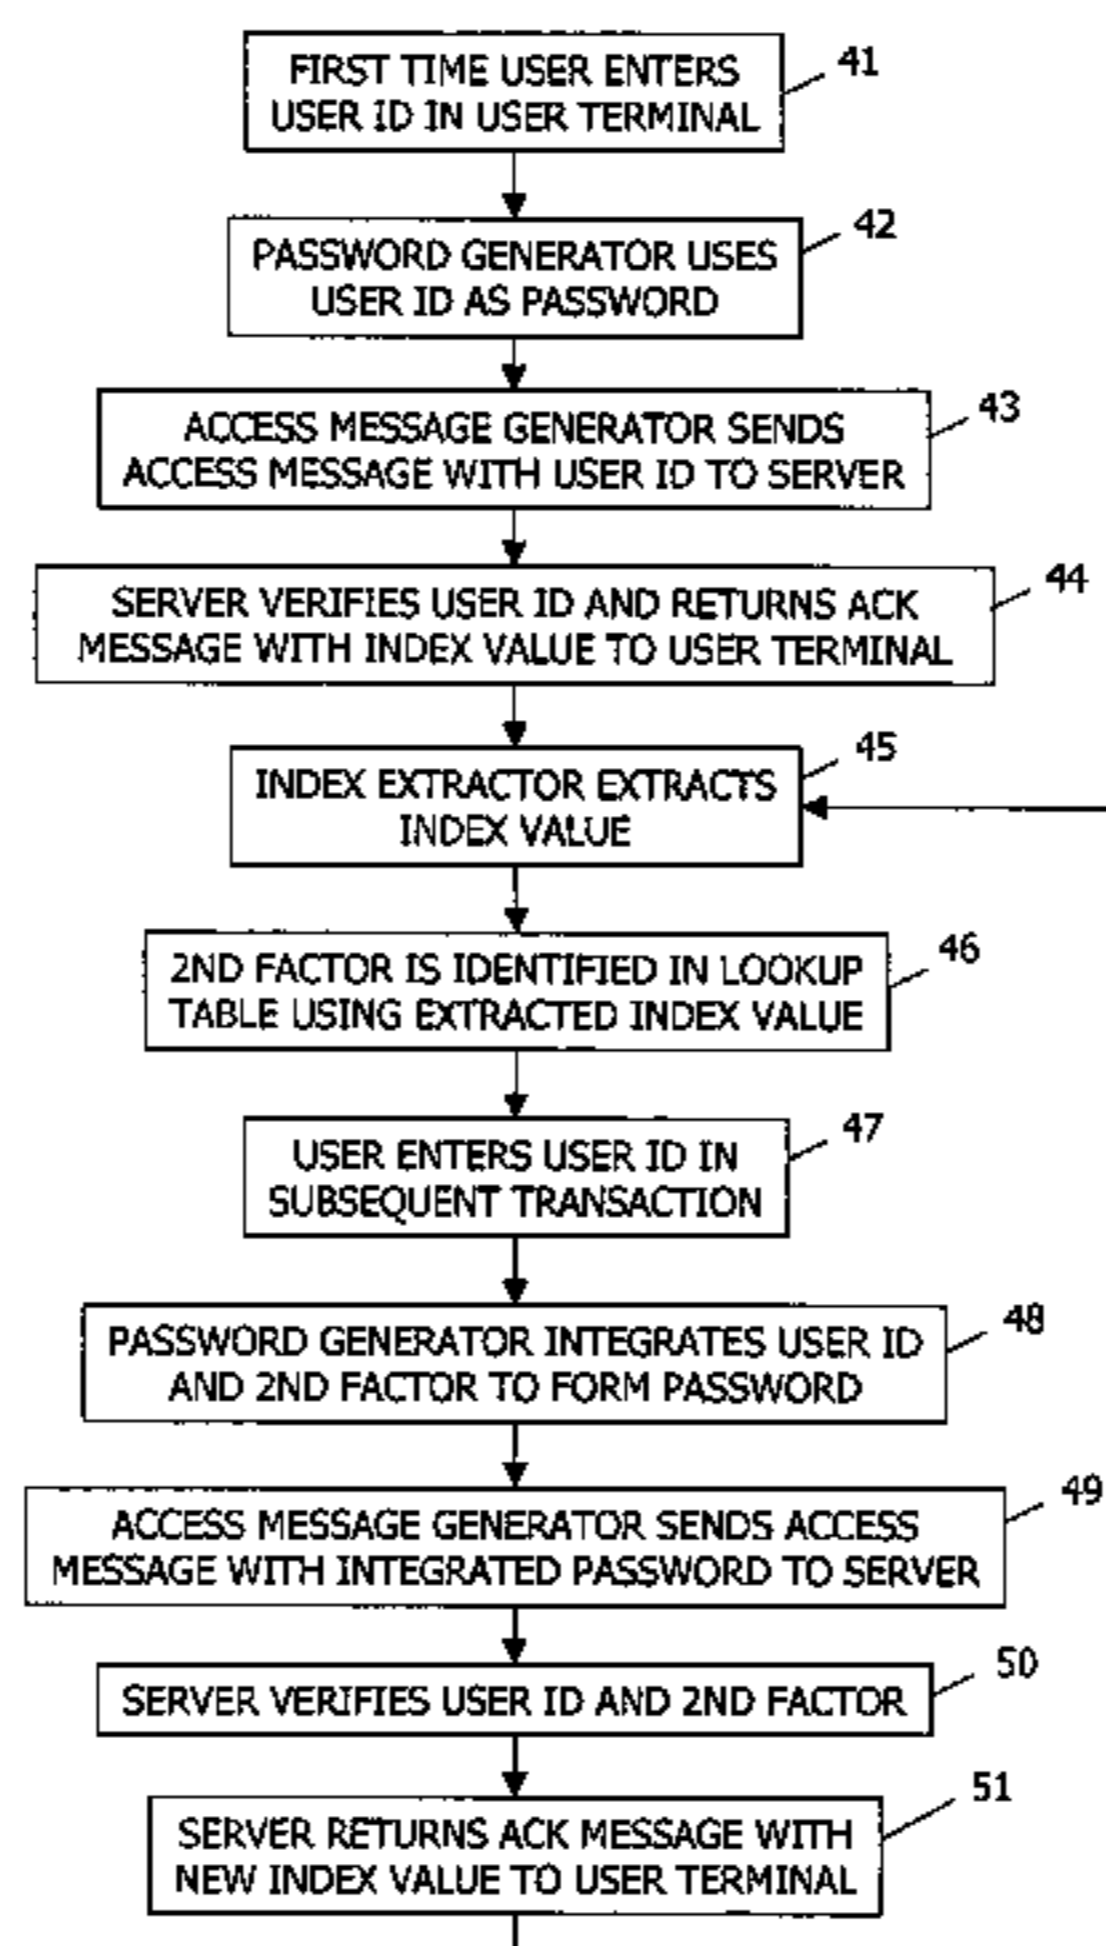 FIRST TIME USER ENTERS
USER ID IN USER TERMINAL
41
PASSWORD GENERATOR USES
USER ID AS PASSWORD
42
ACCESS MESSAGE GENERATOR SENDS
ACCESS MESSAGE WITH USER ID TO SERVER
43
SERVER VERIFIES USER ID AND RETURNS ACK
MESSAGE WITH INDEX VALUE TO USER TERMINAL
44
INDEX EXTRACTOR EXTRACTS
INDEX VALUE
45
2ND FACTOR IS IDENTIFIED IN LOOKUP
TABLE USING EXTRACTED INDEX VALUE
46
USER ENTERS USER ID IN
SUBSEQUENT TRANSACTION
47
PASSWORD GENERATOR INTEGRATES USER ID
AND 2ND FACTOR TO FORM PASSWORD
48
ACCESS MESSAGE GENERATOR SENDS ACCESS
MESSAGE WITH INTEGRATED PASSWORD TO SERVER
49
SERVER VERIFIES USER ID AND 2ND FACTOR
50
SERVER RETURNS ACK MESSAGE WITH
NEW INDEX VALUE TO USER TERMINAL
51